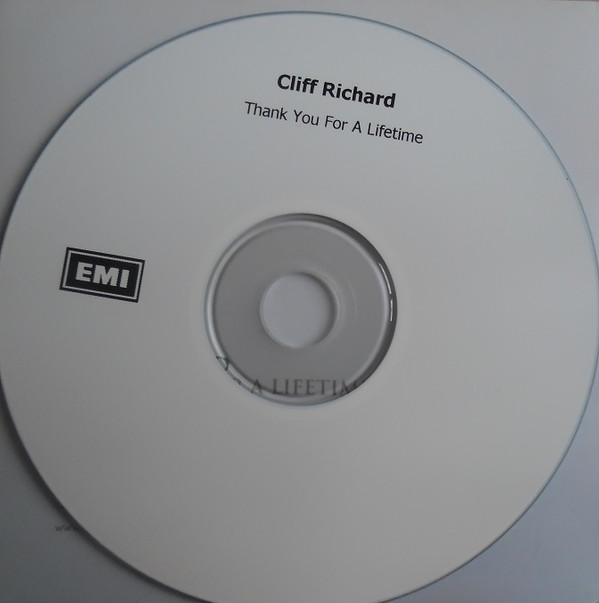 Cliff Richard
Thank You For A Lifetime
EMI
A LIFETIM